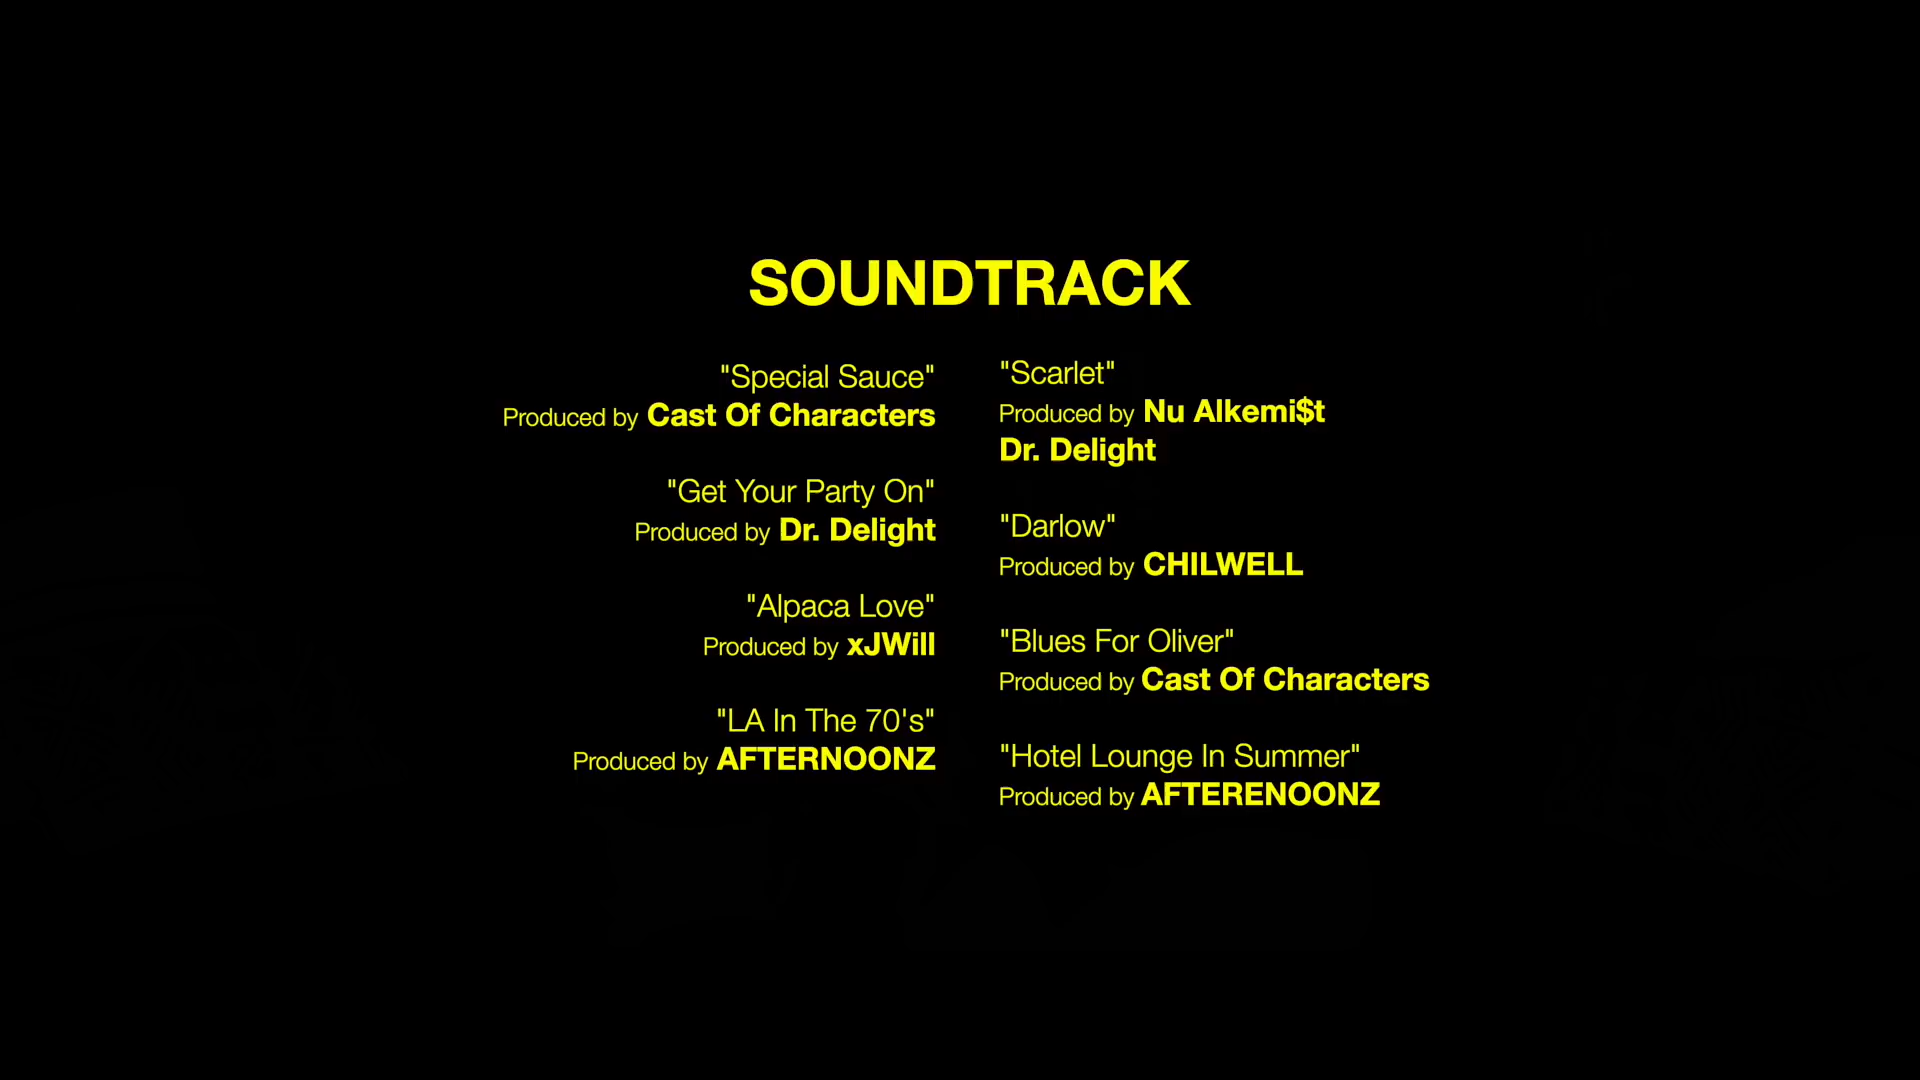 SOUNDTRACK
"Special Sauce"
Produced by Cast Of Characters
"Get Your Party On"
Produced by Dr. Delight
"Alpaca Love"
Produced by xJWill
"LA In The 70's"
Produced by AFTERNOONZ
"Scarlet"
Produced by Nu Alkemi$t
Dr. Delight
"Darlow"
Produced by CHILWELL
"Blues For Oliver"
Produced by Cast Of Characters
"Hotel Lounge In Summer"
Produced by AFTERENOONZ